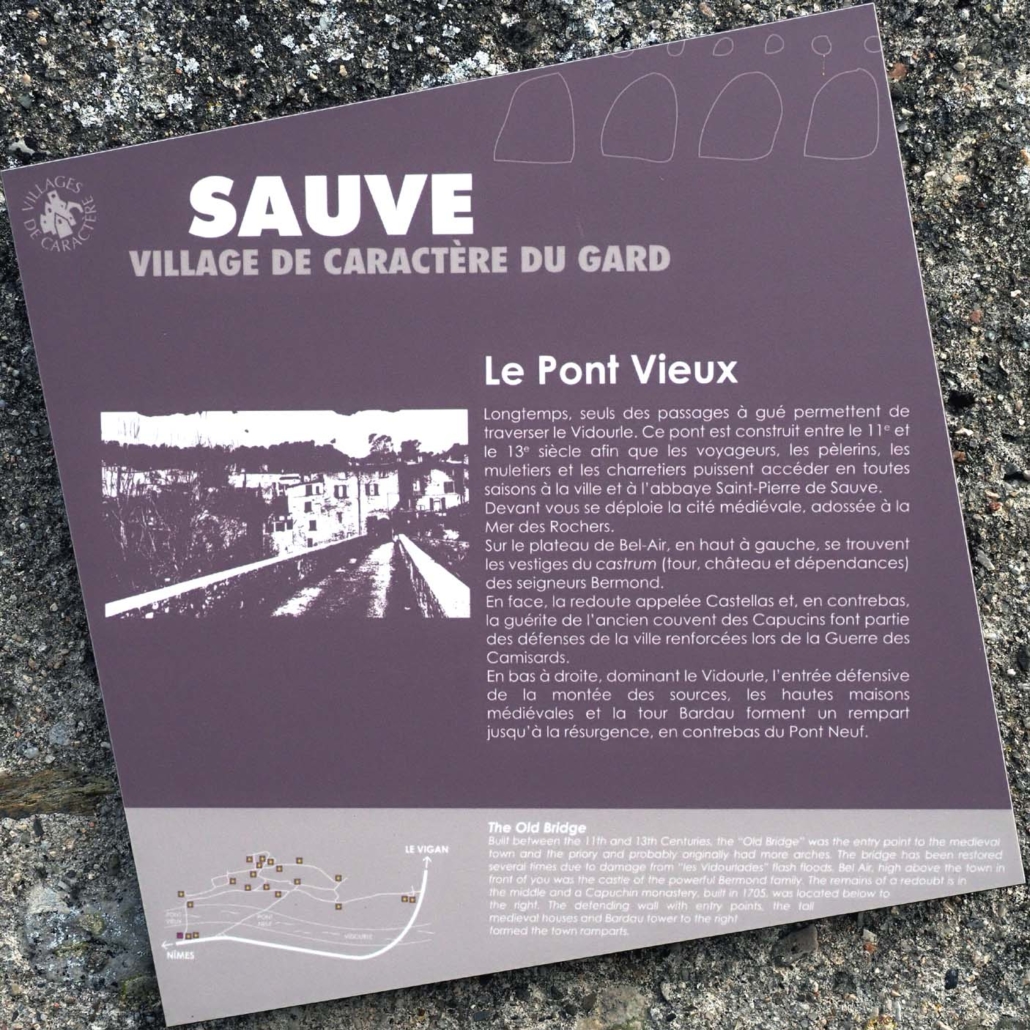 VILLAGES
DE CARACTÈRE
SAUVE
VILLAGE DE CARACTÈRE DU GARD
Le Pont Vieux
Longtemps, seuls des passages à gué permettent de
traverser le Vidourle. Ce pont est construit entre le 11e et
le 13e siècle afin que les voyageurs, les pèlerins, les
muletiers et les charretiers puissent accéder en toutes
saisons à la ville et à l'abbaye Saint-Pierre de Sauve.
Devant vous se déploie la cité médiévale, adossée à la
Mer des Rochers.
Sur le plateau de Bel-Air, en haut à gauche, se trouvent
les vestiges du castrum (tour, château et dépendances)
des seigneurs Bermond.
En face, la redoute appelée Castellas et, en contrebas,
la guérite de l'ancien couvent des Capucins font partie
des défenses de la ville renforcées lors de la Guerre des
Camisards.
En bas à droite, dominant le Vidourle, l'entrée défensive
de la montée des sources, les hautes maisons
médiévales et la tour Bardau forment un rempart
jusqu'à la résurgence, en contrebas du Pont Neuf.
The Old Bridge
Built between the 11th and 13th Centuries, the "Old Bridge" was the entry point to the medieval
town and the priory and probably originally had more arches. The bridge has been restored
several times due to damage from "les Vidourlades" flash floods. Bel Air, high above the town in
front of you was the castle of the powerful Bermond family. The remains of a redoubt is in
the middle and a Capuchin monastery, built in 1705, was located below to
the right. The defending wall with entry points, the tall
medieval houses and Bardau tower to the right
formed the town ramparts.
LE VIGAN
PONT
VIEUX
PONT
NEUF
VIDOURLE
NÎMES